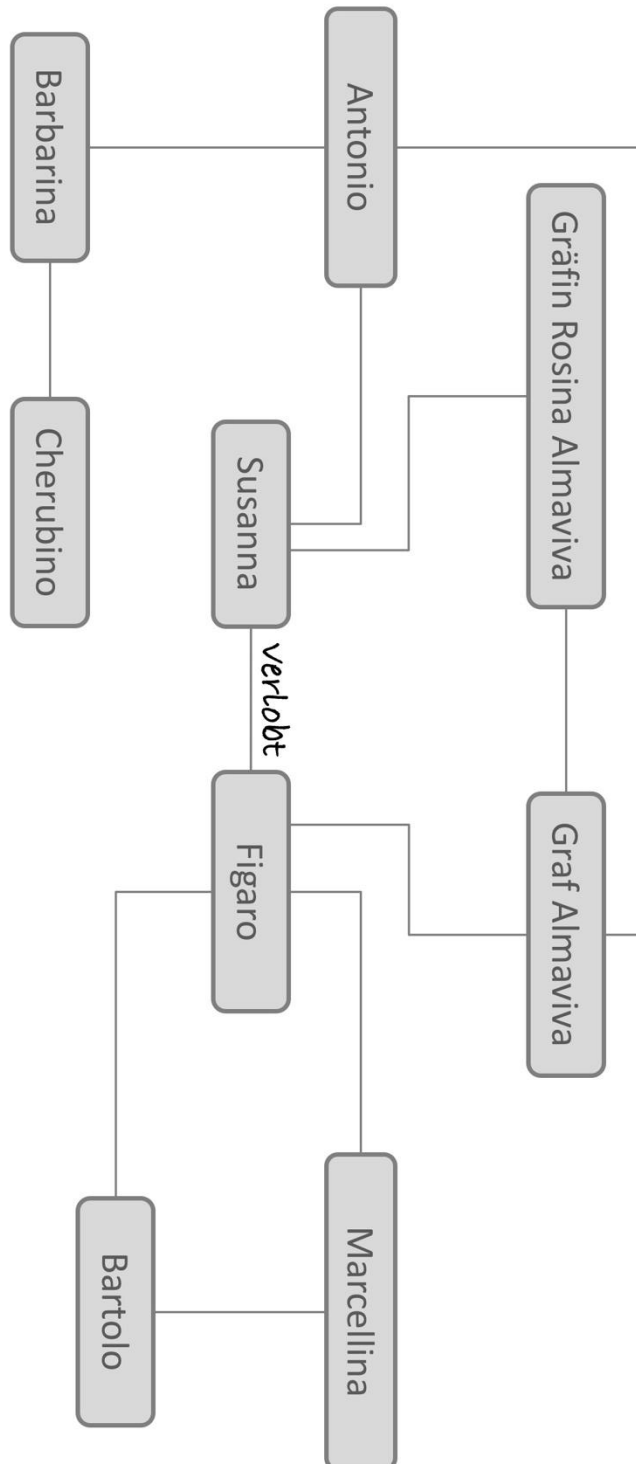 Gräfin Rosina Almaviva
Graf Almaviva
Antonio
Marcellina
Susanna
verlobt
Figaro
Barbarina
Cherubino
Bartolo